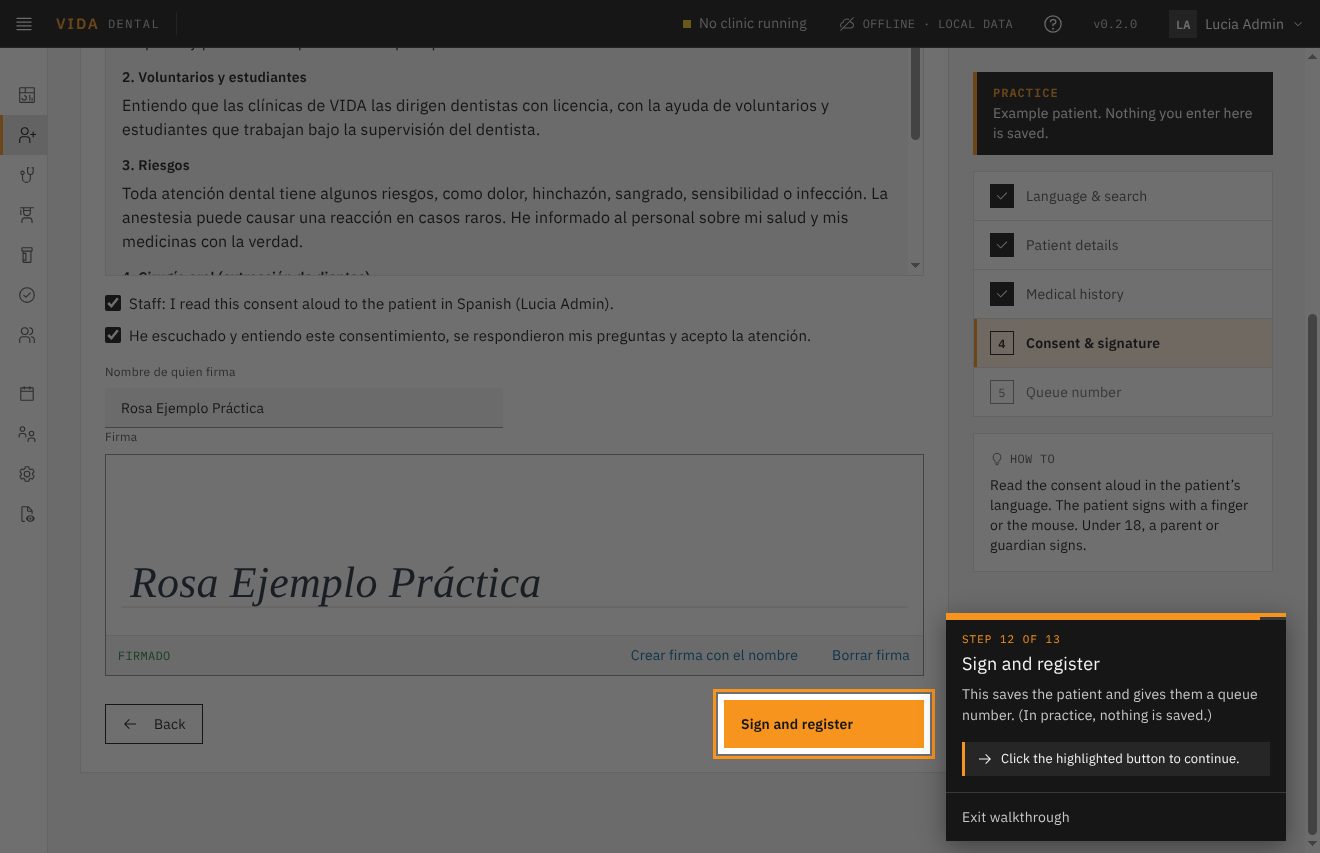 VIDA DENTAL
No clinic running
OFFLINE · LOCAL DATA
v0.2.0
LA
Lucia Admin
2. Voluntarios y estudiantes
Entiendo que las clínicas de VIDA las dirigen dentistas con licencia, con la ayuda de voluntarios y
estudiantes que trabajan bajo la supervisión del dentista.
3. Riesgos
Toda atención dental tiene algunos riesgos, como dolor, hinchazón, sangrado, sensibilidad o infección. La
anestesia puede causar una reacción en casos raros. He informado al personal sobre mi salud y mis
medicinas con la verdad.
Staff: I read this consent aloud to the patient in Spanish (Lucia Admin).
He escuchado y entiendo este consentimiento, se respondieron mis preguntas y acepto la atención.
Nombre de quien firma
Rosa Ejemplo Práctica
Firma
Rosa Ejemplo Práctica
FIRMADO
Crear firma con el nombre
Borrar firma
Back
Sign and register
PRACTICE
Example patient. Nothing you enter here
is saved.
Language & search
Patient details
Medical history
4 Consent & signature
5 Queue number
HOW TO
Read the consent aloud in the patient’s
language. The patient signs with a finger
or the mouse. Under 18, a parent or
guardian signs.
STEP 12 OF 13
Sign and register
This saves the patient and gives them a queue
number. (In practice, nothing is saved.)
Click the highlighted button to continue.
Exit walkthrough